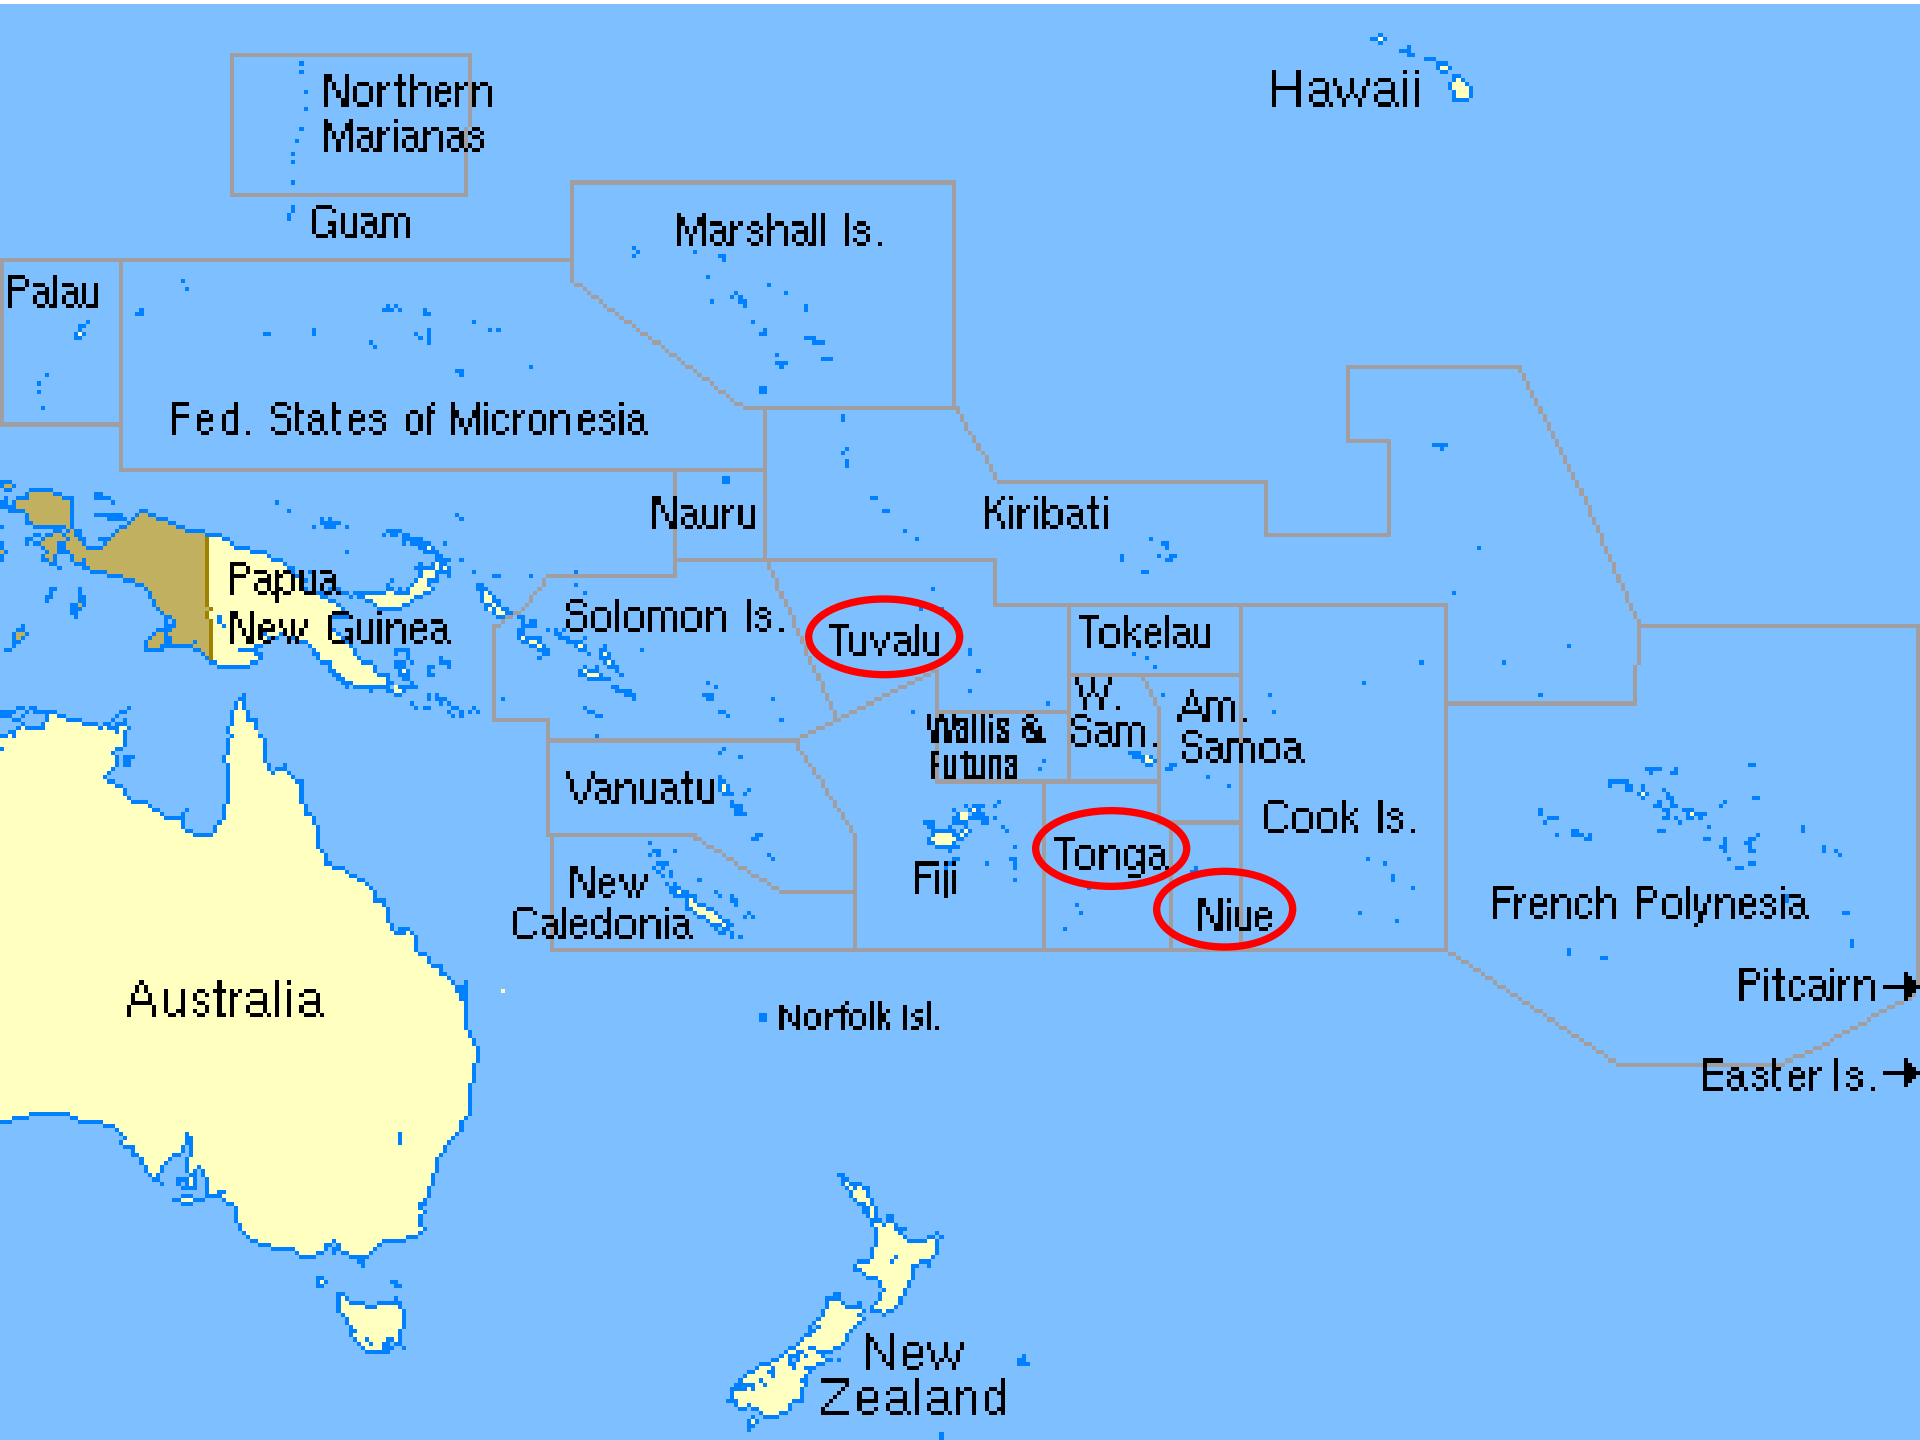 Hawaii
Northern
Marianas
Guam
Marshall Is.
Palau
Fed. States of Micronesia
Nauru
Kiribati
Papua
New Guinea
Solomon Is.
Tuvalu
Tokelau
W.
Sam.
Am.
Samoa
Wallis &
Futuna
Vanuatu
Cook Is.
Tonga
Fiji
New
Caledonia
Niue
French Polynesia
Australia
Pitcairn
Norfolk Isl.
Easter Is.
New
Zealand